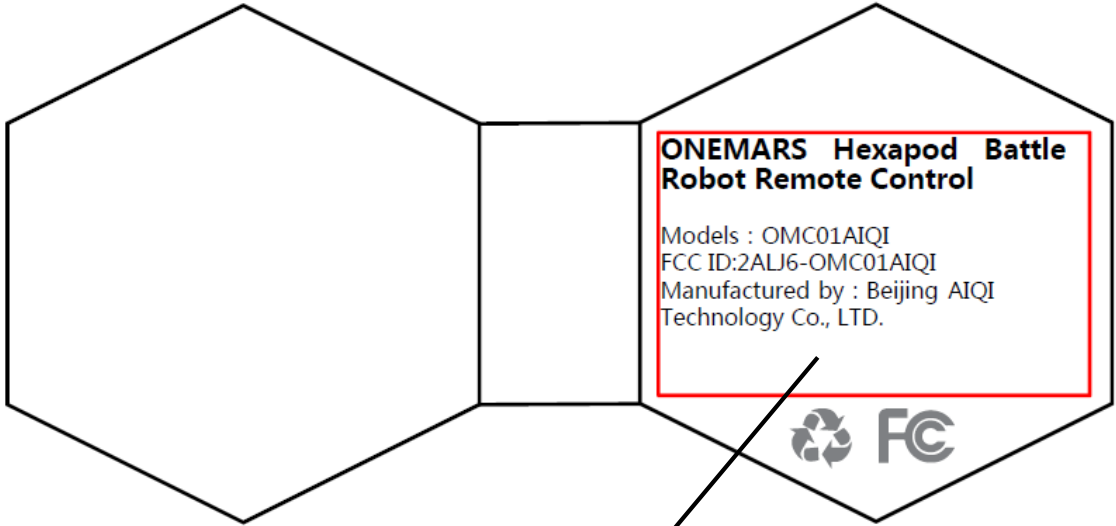 ONEMARS Hexapod Battle
Robot Remote Control
Models : OMC01AIQI
FCC ID:2ALJ6-OMC01AIQI
Manufactured by : Beijing AIQI
Technology Co., LTD.
FC